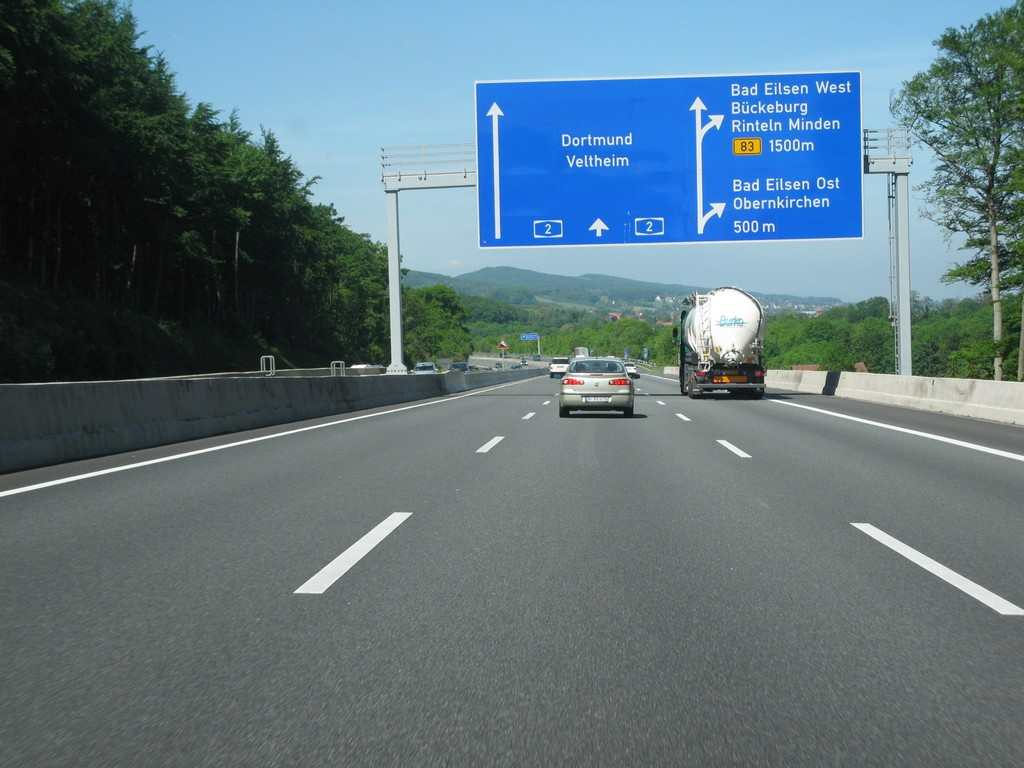 Dortmund
Veltheim
2
2
Bad Eilsen West
Bückeburg
Rinteln Minden
83 1500m
Bad Eilsen Ost
Obernkirchen
500 m